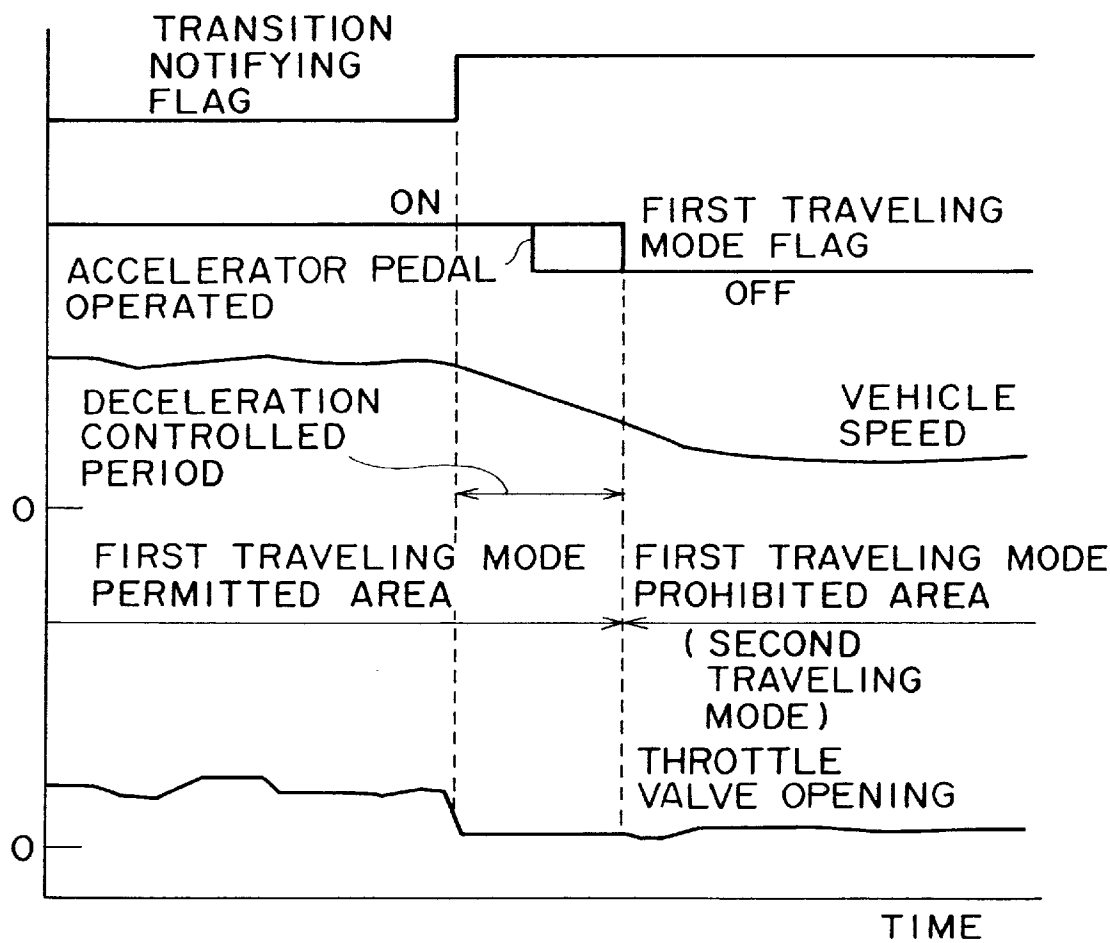 TRANSITION
NOTIFYING
FLAG
ON
FIRST TRAVELING
MODE FLAG
ACCELERATOR PEDAL
OPERATED
OFF
DECELERATION
CONTROLLED
PERIOD
VEHICLE
SPEED
0
FIRST TRAVELING MODE
PERMITTED AREA
FIRST TRAVELING MODE
PROHIBITED AREA
(SECOND
TRAVELING
MODE)
THROTTLE
VALVE OPENING
0
TIME